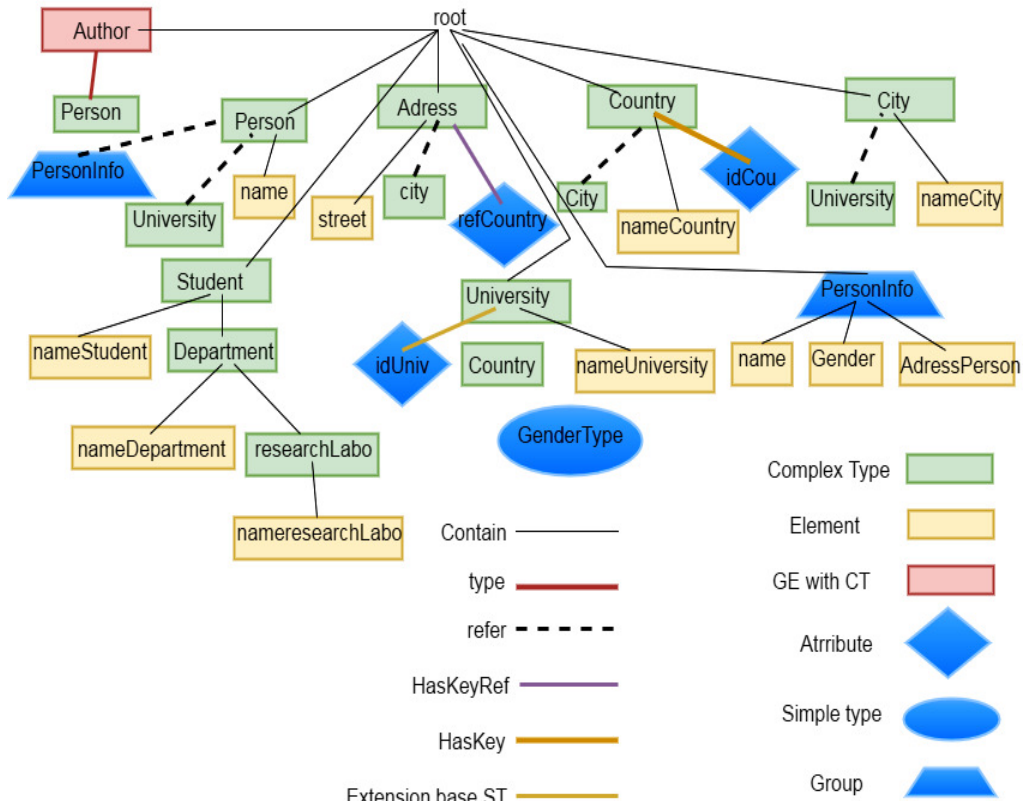 root
Author
Person
Person
Adress
Country
City
PersonInfo
University
name
street
city
refCountry
City
nameCountry
idCou
University
nameCity
Student
University
PersonInfo
nameStudent
Department
idUniv
Country
nameUniversity
name
Gender
AdressPerson
nameDepartment
researchLabo
GenderType
nameresearchLabo
Contain
type
refer
HasKeyRef
HasKey
Extension base ST
Complex Type
Element
GE with CT
Atrribute
Simple type
Group